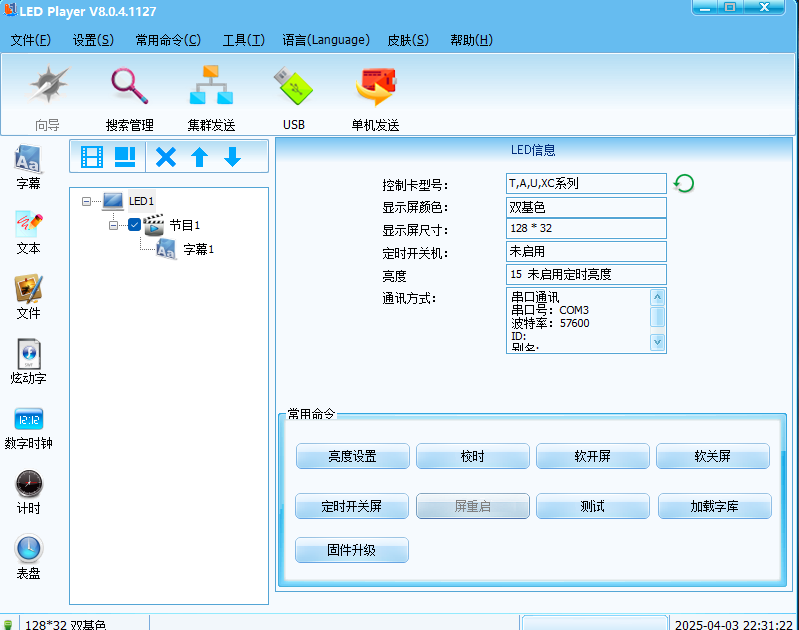 LED Player V8.0.4.1127
文件(F) 设置(S) 常用命令(C) 工具(T) 语言(Language) 皮肤(S) 帮助(H)
向导 搜索管理 集群发送 USB 单机发送
字幕
文本
文件
炫动字
数字时钟
计时
表盘
LED1
节目1
字幕1
LED信息
控制卡型号: T,A,U,XC系列
显示屏颜色: 双基色
显示屏尺寸: 128 * 32
定时开关机: 未启用
亮度 15 未启用定时亮度
通讯方式: 串口通讯
串口号: COM3
波特率: 57600
ID:
别名:
常用命令
亮度设置 校时 软开屏 软关屏
定时开关屏 屏重启 测试 加载字库
固件升级
128*32 双基色 2025-04-03 22:31:22